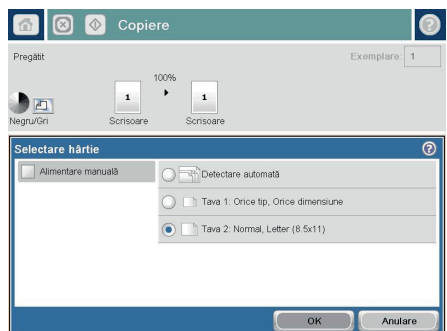 Copiere
Pregătit
Exemplare: 1
100%
1
1
Negru/Gri
Scrisoare
Scrisoare
Selectare hârtie
Alimentare manuală
Detectare automată
Tava 1: Orice tip, Orice dimensiune
Tava 2: Normal, Letter (8.5x11)
OK
Anulare